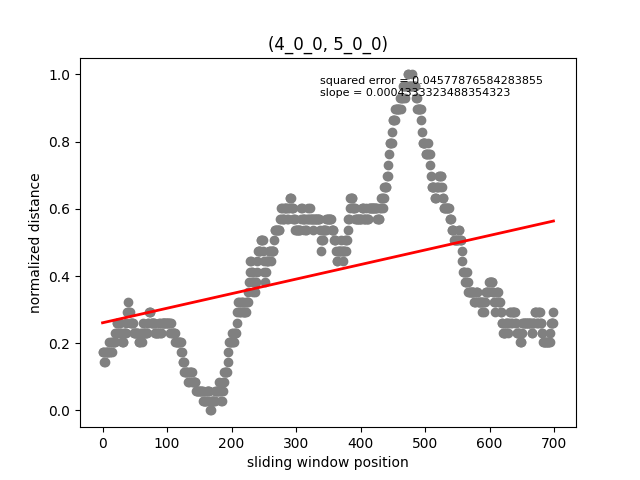 (4_0_0, 5_0_0)
squared error = 0.04577876584283855
slope = 0.0004333323488354323
1.0
0.8
0.6
0.4
0.2
0.0
normalized distance
0 100 200 300 400 500 600 700
sliding window position